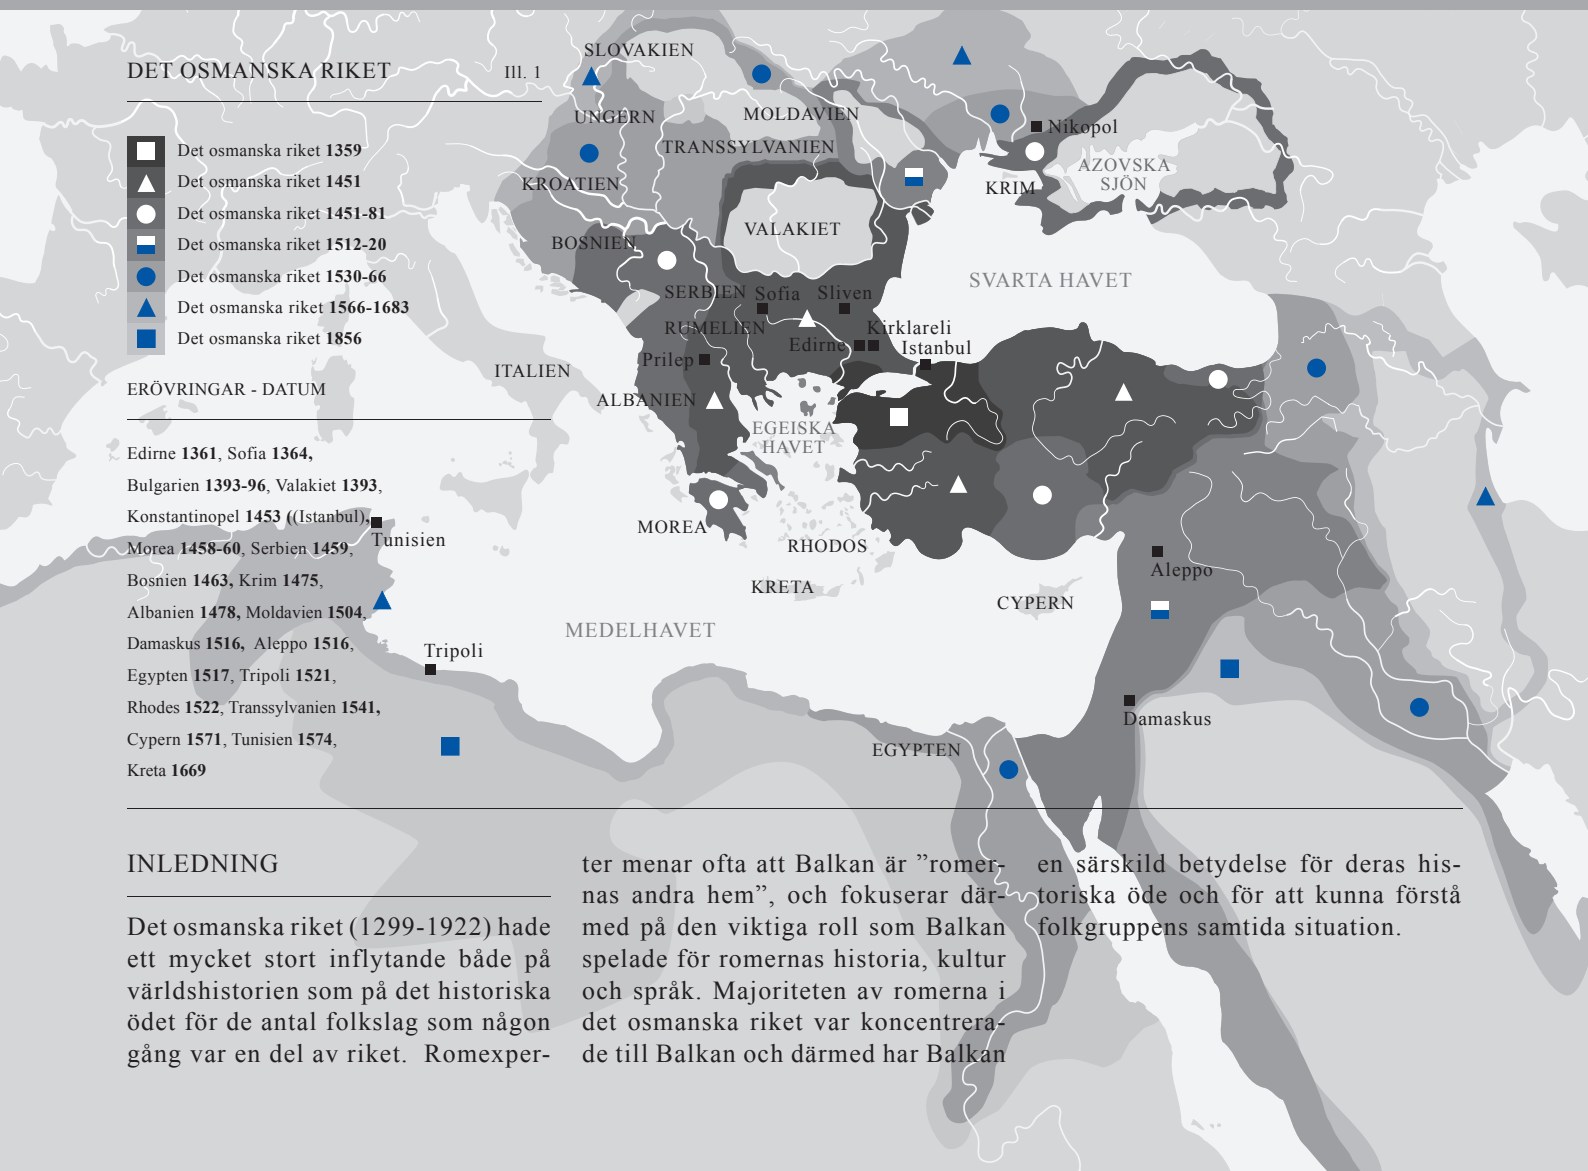 DET OSMANSKA RIKET
Ill. 1
Det osmanska riket 1359
Det osmanska riket 1451
Det osmanska riket 1451-81
Det osmanska riket 1512-20
Det osmanska riket 1530-66
Det osmanska riket 1566-1683
Det osmanska riket 1856
ERÖVRINGAR - DATUM
Edirne 1361, Sofia 1364,
Bulgarien 1393-96, Valakiet 1393,
Konstantinopel 1453 ((Istanbul),
Morea 1458-60, Serbien 1459,
Bosnien 1463, Krim 1475,
Albanien 1478, Moldavien 1504,
Damaskus 1516, Aleppo 1516,
Egypten 1517, Tripoli 1521,
Rhodes 1522, Transsylvanien 1541,
Cypern 1571, Tunisien 1574,
Kreta 1669
SLOVAKIEN
UNGERN
MOLDAVIEN
TRANSSYLVANIEN
KROATIEN
VALAKIET
BOSNIEN
SERBIEN
Sofia
Sliven
RUMELIEN
Kirklareli
Edirne
Istanbul
Prilep
ITALIEN
ALBANIEN
EGEISKA
HAVET
MOREA
RHODOS
KRETA
CYPERN
MEDELHAVET
Tunisien
Tripoli
EGYPTEN
Nikopol
AZOVSKA
SJÖN
KRIM
SVARTA HAVET
Aleppo
Damaskus
INLEDNING
Det osmanska riket (1299-1922) hade
ett mycket stort inflytande både på
världshistorien som på det historiska
ödet för de antal folkslag som någon
gång var en del av riket. Romexper-
ter menar ofta att Balkan är ”romer-
nas andra hem”, och fokuserar där-
med på den viktiga roll som Balkan
spelade för romernas historia, kultur
och språk. Majoriteten av romerna i
det osmanska riket var koncentrera-
de till Balkan och därmed har Balkan
en särskild betydelse för deras his-
toriska öde och för att kunna förstå
folkgruppens samtida situation.